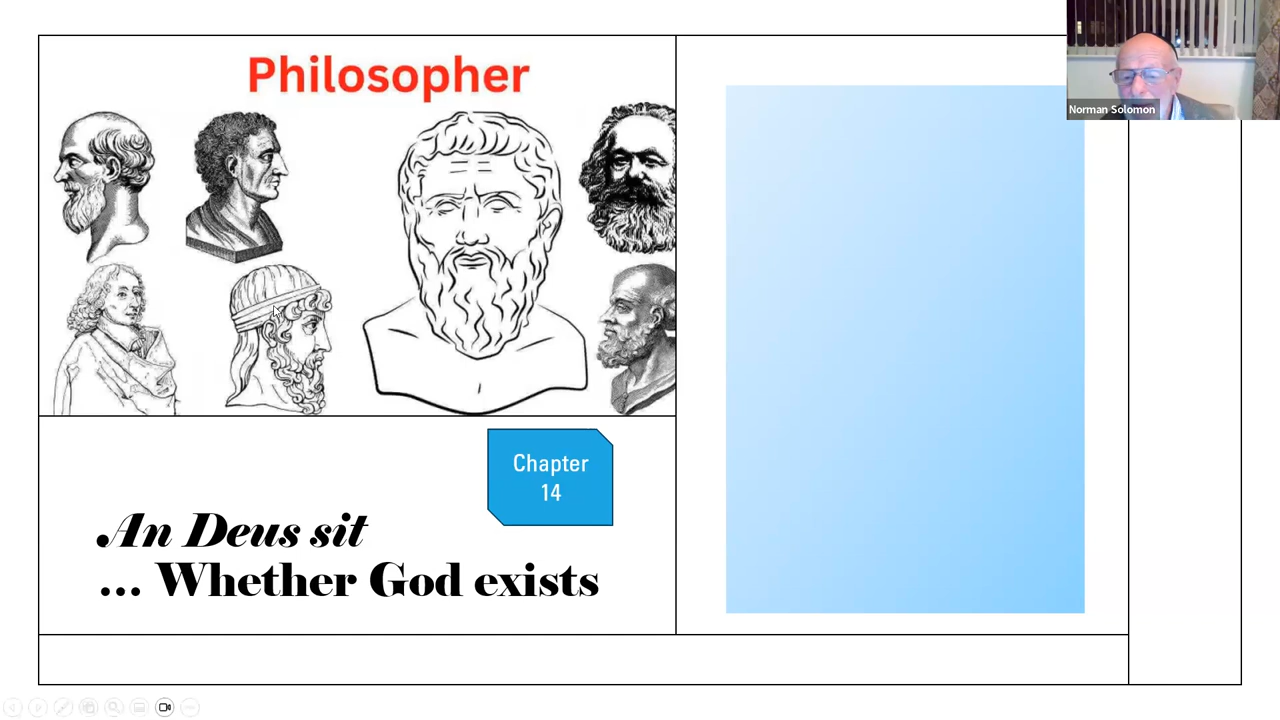 Philosopher
Norman Solomon
Chapter
14
An Deus sit
... Whether God exists